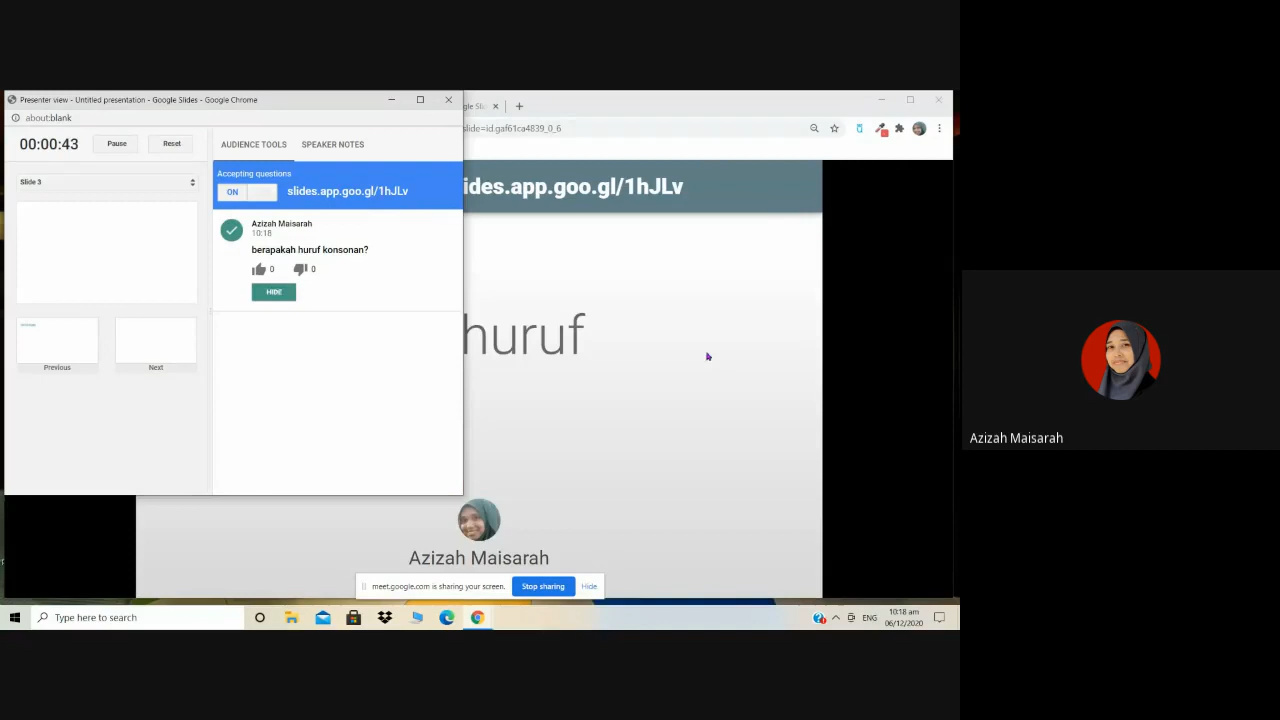 Presenter view - Untitled presentation - Google Slides - Google Chrome
about:blank
00:00:43
Pause
Reset
Slide 3
Previous
Next
AUDIENCE TOOLS
SPEAKER NOTES
Accepting questions
ON
slides.app.goo.gl/1hJLv
Azizah Maisarah
10:18
berapakah huruf konsonan?
0
0
HIDE
gle Sli
slide=id.gaf61ca4839_0_6
ides.app.goo.gl/1hJLv
huruf
Azizah Maisarah
meet.google.com is sharing your screen.
Stop sharing
Hide
Azizah Maisarah
Type here to search
ENG
10:18 am
06/12/2020